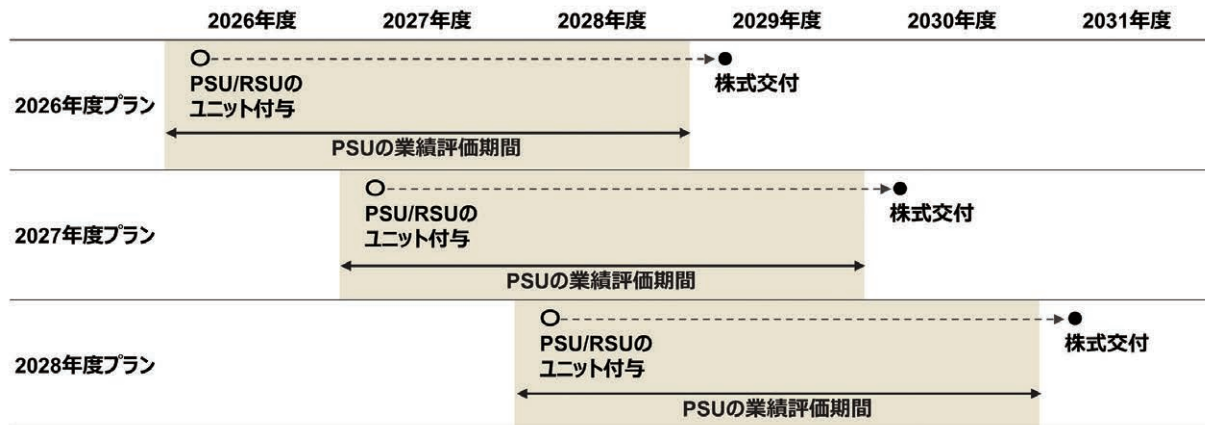 2026年度 2027年度 2028年度 2029年度 2030年度 2031年度
2026年度プラン
PSU/RSUの
ユニット付与
株式交付
PSUの業績評価期間
2027年度プラン
PSU/RSUの
ユニット付与
株式交付
PSUの業績評価期間
2028年度プラン
PSU/RSUの
ユニット付与
株式交付
PSUの業績評価期間